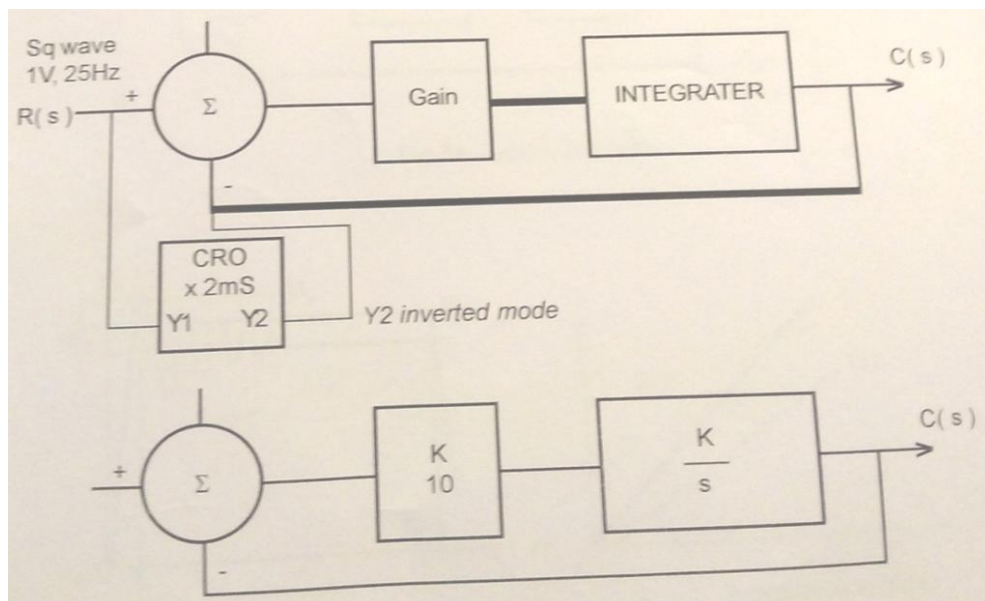 Sq wave
1V, 25Hz
+
R(s)
Σ
Gain
INTEGRATER
C(s)
-
CRO
x 2mS
Y1 Y2
Y2 inverted mode
+
Σ
K
10
K
s
C(s)
-